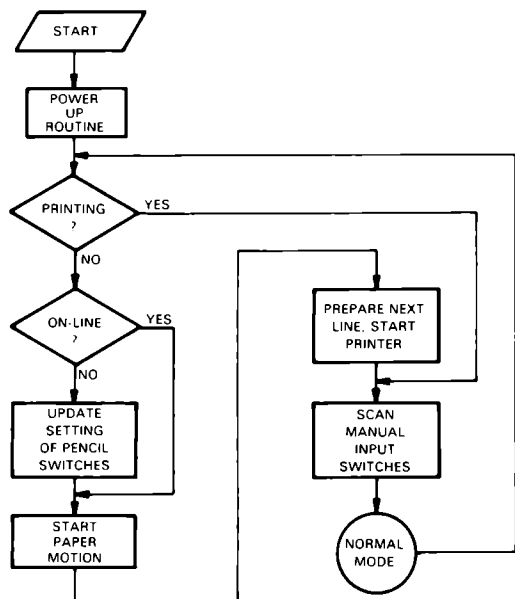 START
POWER
UP
ROUTINE
PRINTING
?
YES
NO
ON-LINE
?
YES
NO
UPDATE
SETTING
OF PENCIL
SWITCHES
START
PAPER
MOTION
PREPARE NEXT
LINE, START
PRINTER
SCAN
MANUAL
INPUT
SWITCHES
NORMAL
MODE